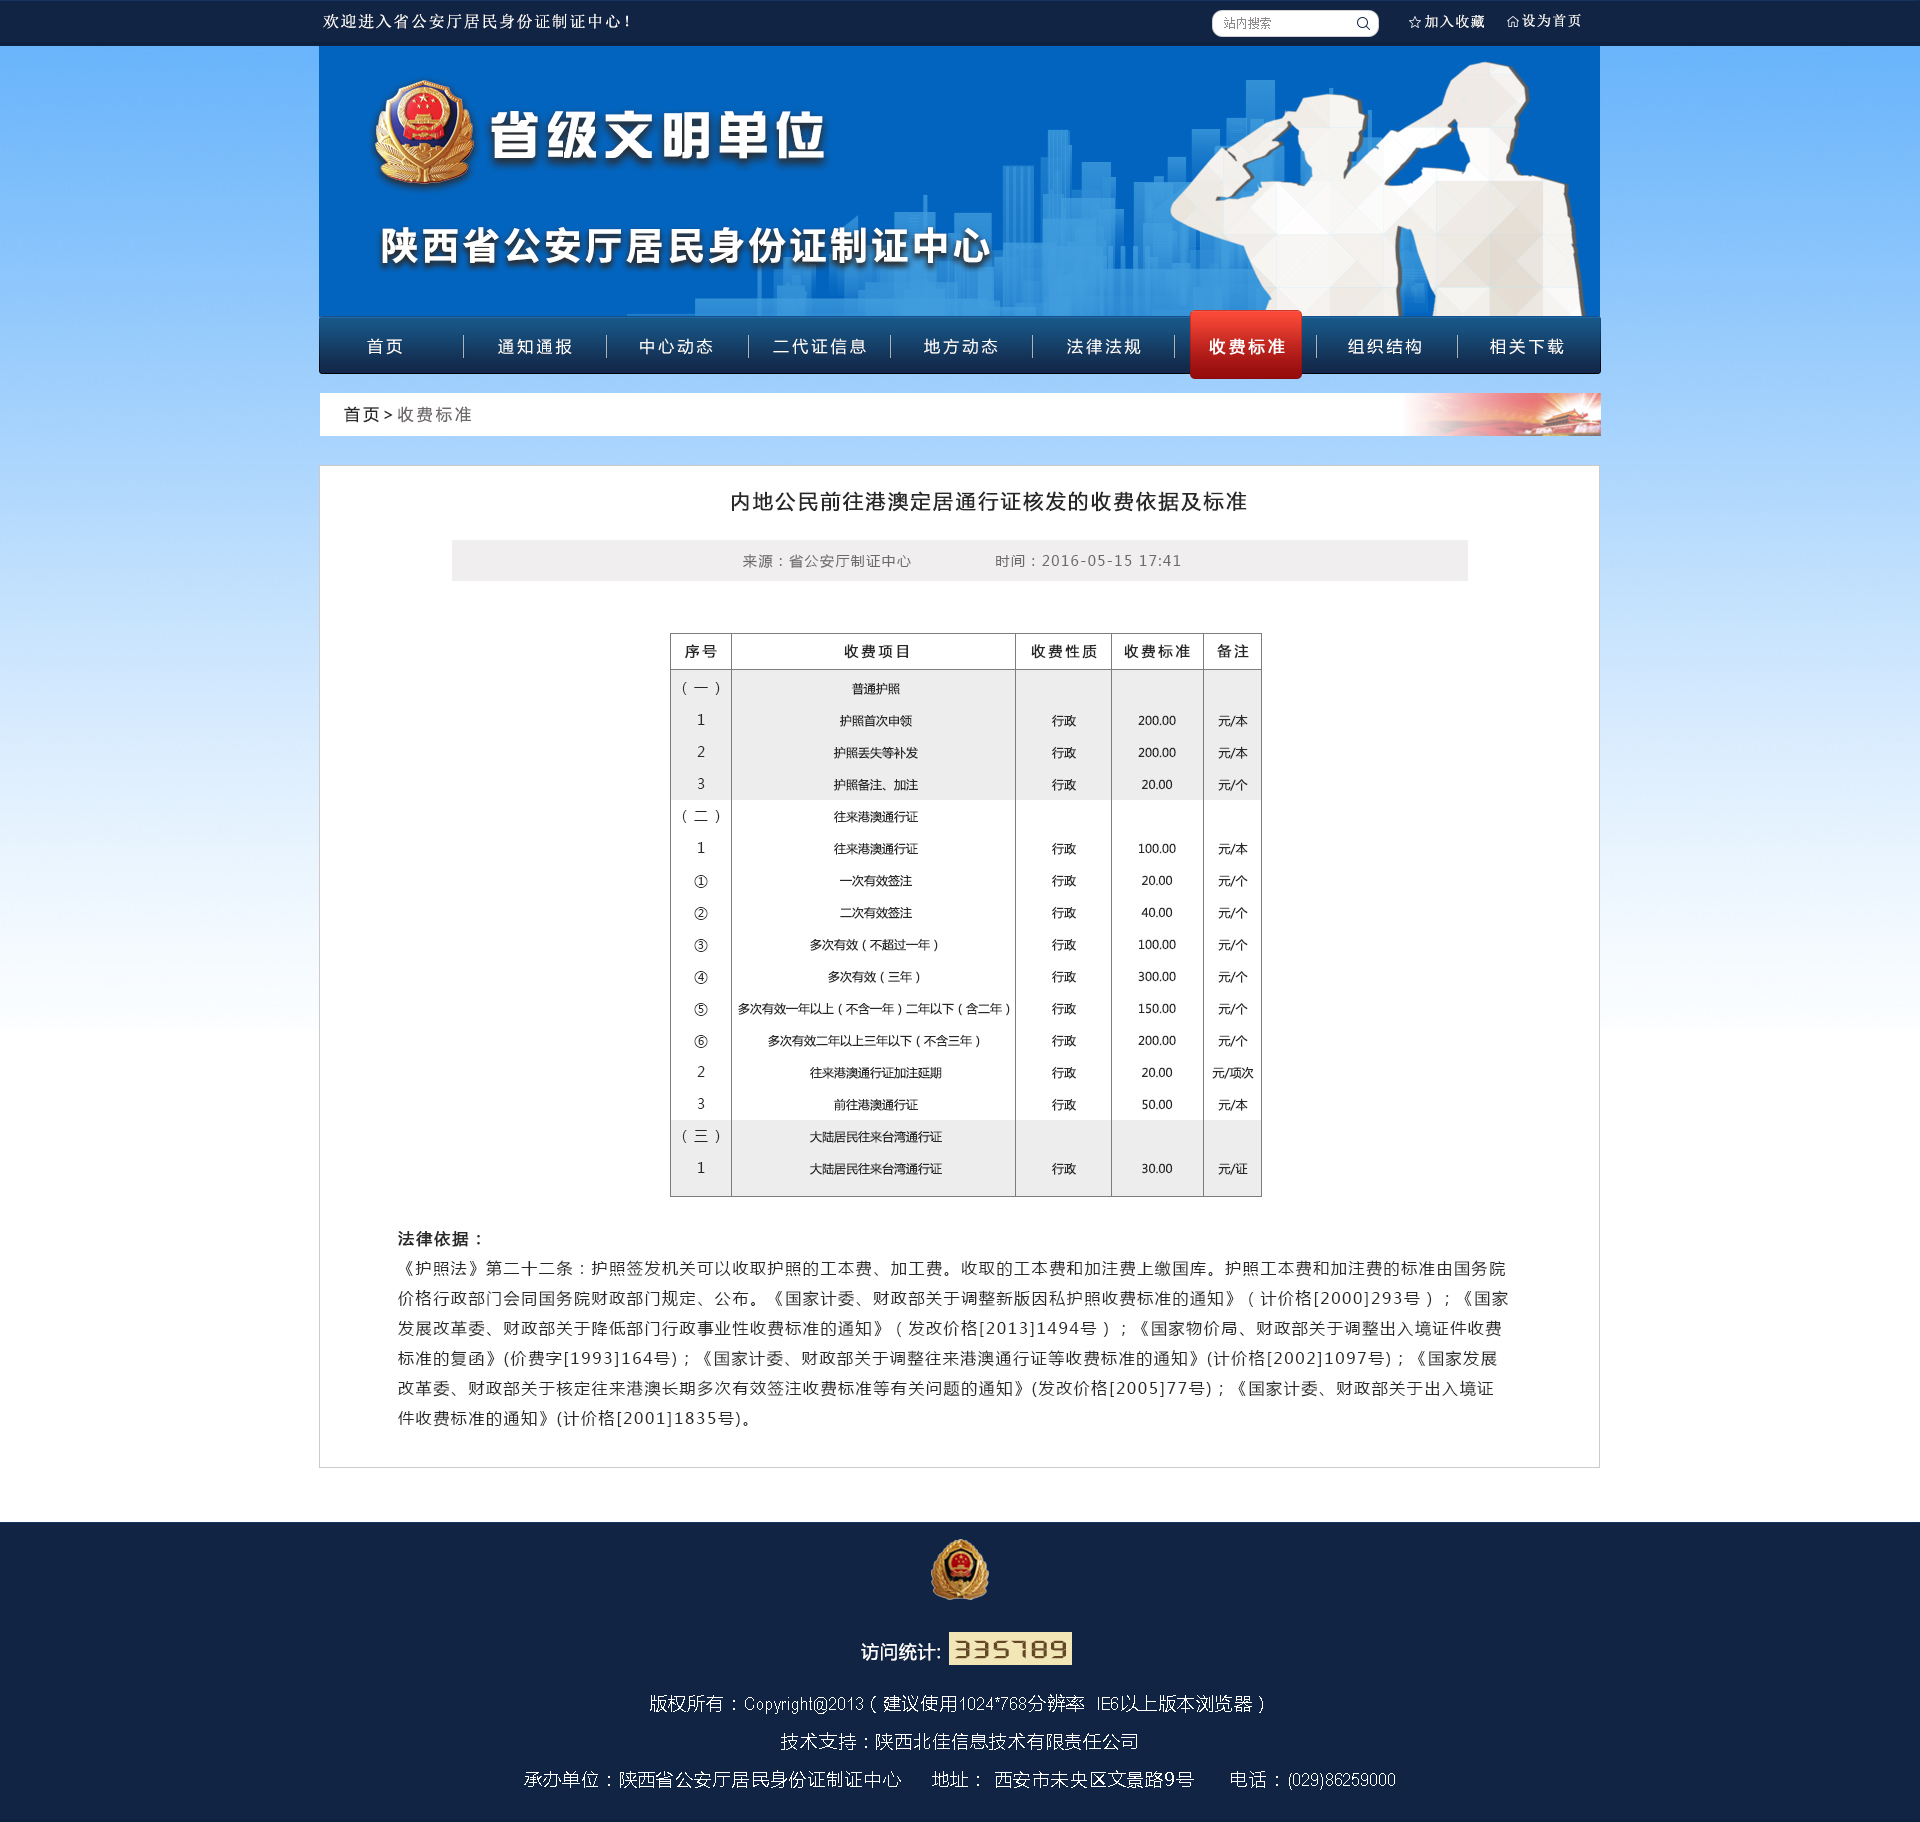 欢迎进入省公安厅居民身份证制证中心！
站内搜索
加入收藏
设为首页
省级文明单位
陕西省公安厅居民身份证制证中心
首页 通知通报 中心动态 二代证信息 地方动态 法律法规 收费标准 组织结构 相关下载
首页>收费标准
内地公民前往港澳定居通行证核发的收费依据及标准
来源：省公安厅制证中心 时间：2016-05-15 17:41
序号 收费项目 收费性质 收费标准 备注
（一） 普通护照
1 护照首次申领 行政 200.00 元/本
2 护照丢失等补发 行政 200.00 元/本
3 护照备注、加注 行政 20.00 元/个
（二） 往来港澳通行证
1 往来港澳通行证 行政 100.00 元/本
① 一次有效签注 行政 20.00 元/个
② 二次有效签注 行政 40.00 元/个
③ 多次有效（不超过一年） 行政 100.00 元/个
④ 多次有效（三年） 行政 300.00 元/个
⑤ 多次有效一年以上（不含一年）二年以下（含二年） 行政 150.00 元/个
⑥ 多次有效二年以上三年以下（不含三年） 行政 200.00 元/个
2 往来港澳通行证加注延期 行政 20.00 元/项次
3 前往港澳通行证 行政 50.00 元/本
（三） 大陆居民往来台湾通行证
1 大陆居民往来台湾通行证 行政 30.00 元/证
法律依据：
《护照法》第二十二条：护照签发机关可以收取护照的工本费、加工费。收取的工本费和加注费上缴国库。护照工本费和加注费的标准由国务院
价格行政部门会同国务院财政部门规定、公布。《国家计委、财政部关于调整新版因私护照收费标准的通知》（计价格[2000]293号）；《国家
发展改革委、财政部关于降低部门行政事业性收费标准的通知》（发改价格[2013]1494号）；《国家物价局、财政部关于调整出入境证件收费
标准的复函》(价费字[1993]164号)；《国家计委、财政部关于调整往来港澳通行证等收费标准的通知》(计价格[2002]1097号)；《国家发展
改革委、财政部关于核定往来港澳长期多次有效签注收费标准等有关问题的通知》(发改价格[2005]77号)；《国家计委、财政部关于出入境证
件收费标准的通知》(计价格[2001]1835号)。
访问统计: 335789
版权所有：Copyright@2013（建议使用1024*768分辨率 IE6以上版本浏览器）
技术支持：陕西北佳信息技术有限责任公司
承办单位：陕西省公安厅居民身份证制证中心 地址： 西安市未央区文景路9号 电话：(029)86259000